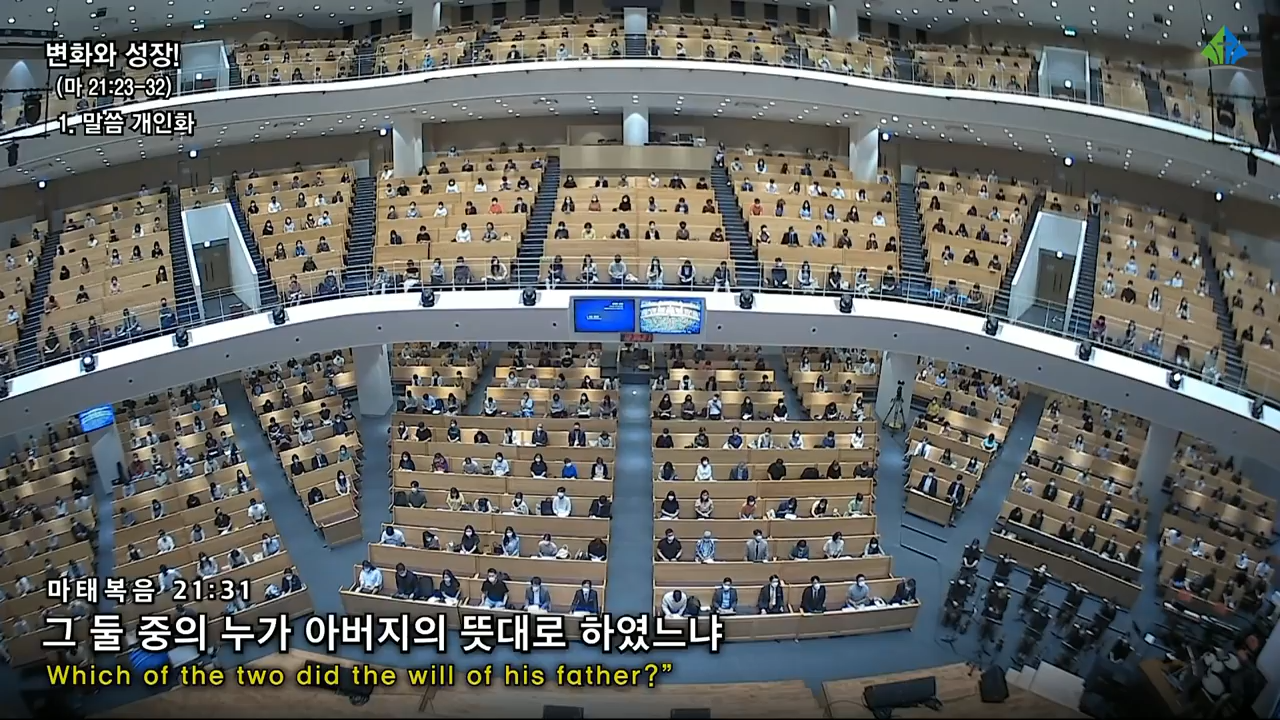 변화와 성장!
(마 21:23-32)
1. 말씀 개인화
마태복음 21:31
그 둘 중의 누가 아버지의 뜻대로 하였느냐
Which of the two did the will of his father?”